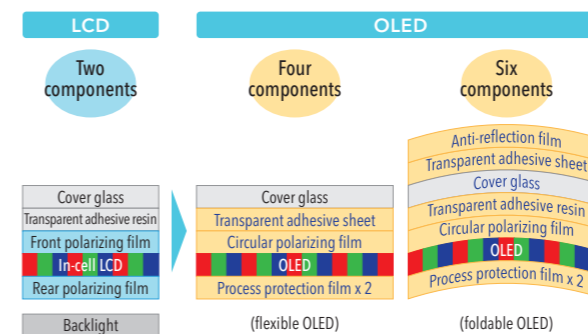 LCD
OLED
Two
components
Four
components
Six
components
Cover glass
Transparent adhesive resin
Front polarizing film
In-cell LCD
Rear polarizing film
Backlight
Cover glass
Transparent adhesive sheet
Circular polarizing film
OLED
Process protection film x 2
(flexible OLED)
Anti-reflection film
Transparent adhesive sheet
Cover glass
Transparent adhesive resin
Circular polarizing film
OLED
Process protection film x 2
(foldable OLED)